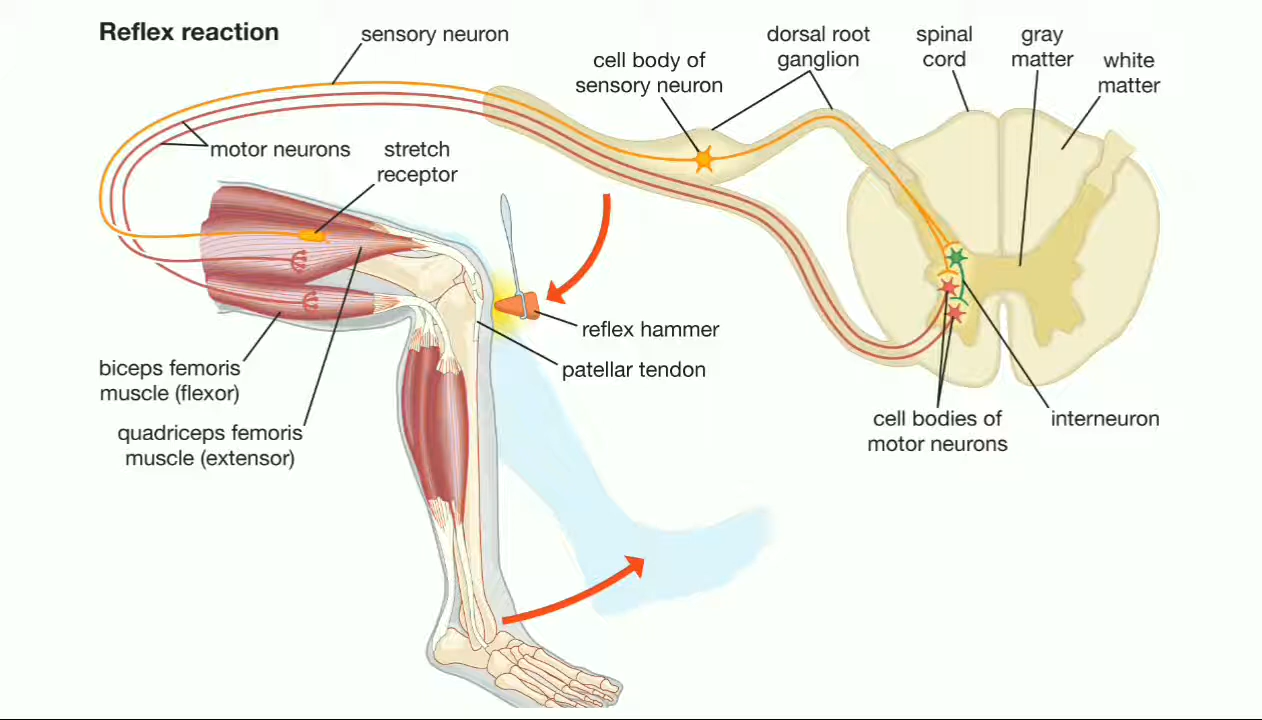 Reflex reaction
sensory neuron
cell body of
sensory neuron
dorsal root
ganglion
spinal
cord
gray
matter
white
matter
motor neurons
stretch
receptor
reflex hammer
patellar tendon
biceps femoris
muscle (flexor)
quadriceps femoris
muscle (extensor)
cell bodies of
motor neurons
interneuron